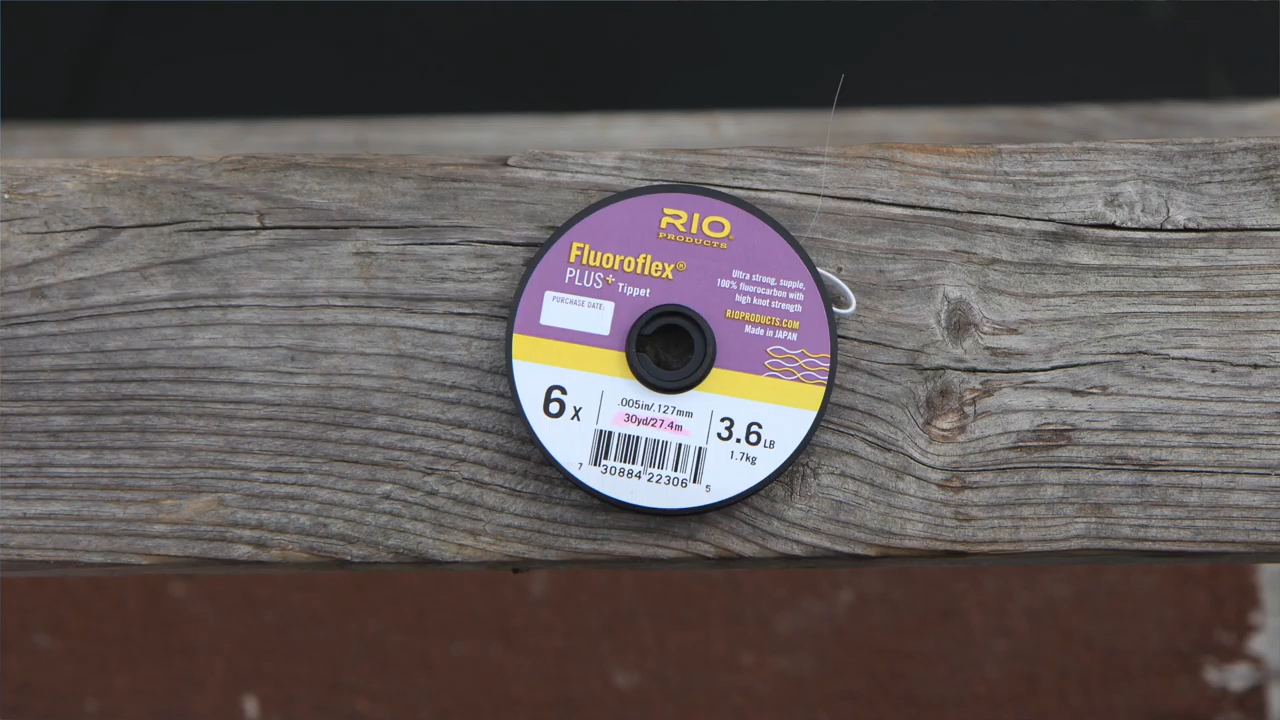 RIO
PRODUCTS
Fluoroflex®
PLUS+ Tippet
PURCHASE DATE:
Ultra strong, supple,
100% fluorocarbon with
high knot strength
RIOPRODUCTS.COM
Made in JAPAN
6x
.005in/.127mm
30yd/27.4m
3.6LB
1.7kg
7 30884 22306 5